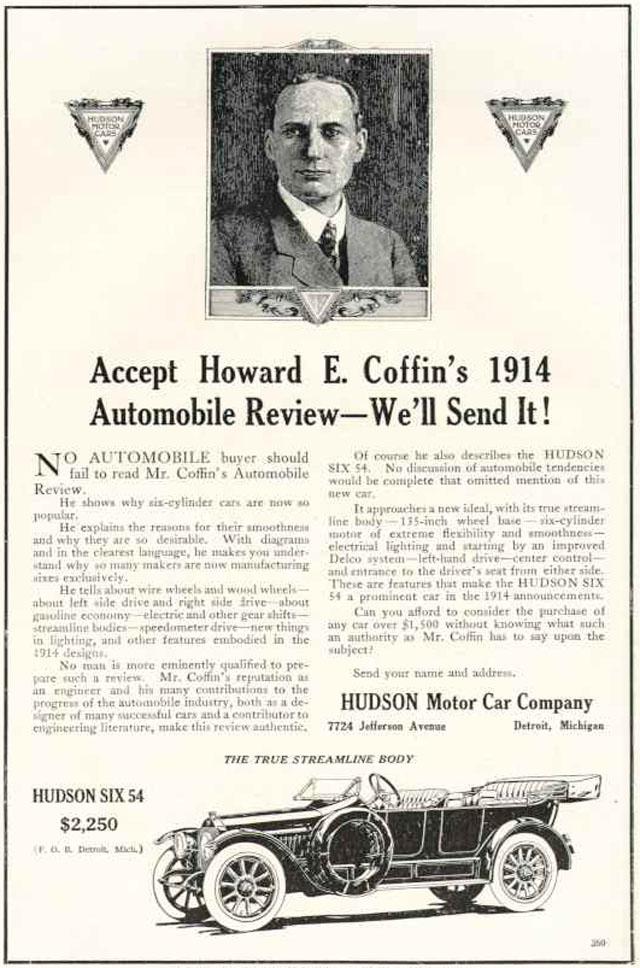 HUDSON
MOTOR
CARS
HUDSON
MOTOR
CARS
Accept Howard E. Coffin's 1914
Automobile Review—We'll Send It!
NO AUTOMOBILE buyer should
fail to read Mr. Coffin's Automobile
Review.
He shows why six-cylinder cars are now so
popular.
He explains the reasons for their smoothness
and why they are so desirable. With diagrams
and in the clearest language, he makes you under-
stand why so many makers are now manufacturing
sixes exclusively.
He tells about wire wheels and wood wheels—
about left side drive and right side drive—about
gasoline economy—electric and other gear shifts—
streamline bodies—speedometer drive—new things
in lighting, and other features embodied in the
1914 designs.
No man is more eminently qualified to pre-
pare such a review. Mr. Coffin's reputation as
an engineer and his many contributions to the
progress of the automobile industry, both as a de-
signer of many successful cars and a contributor to
engineering literature, make this review authentic.
Of course he also describes the HUDSON
SIX 54. No discussion of automobile tendencies
would be complete that omitted mention of this
new car.
It approaches a new ideal, with its true stream-
line body—135-inch wheel base—six-cylinder
motor of extreme flexibility and smoothness—
electrical lighting and starting by an improved
Delco system—left-hand drive—center control—
and entrance to the driver's seat from either side.
These are features that make the HUDSON SIX
54 a prominent car in the 1914 announcements.
Can you afford to consider the purchase of
any car over $1,500 without knowing what such
an authority as Mr. Coffin has to say upon the
subject?
Send your name and address.
HUDSON Motor Car Company
7724 Jefferson Avenue Detroit, Michigan
THE TRUE STREAMLINE BODY
HUDSON SIX 54
$2,250
(F. O. B. Detroit, Mich.)